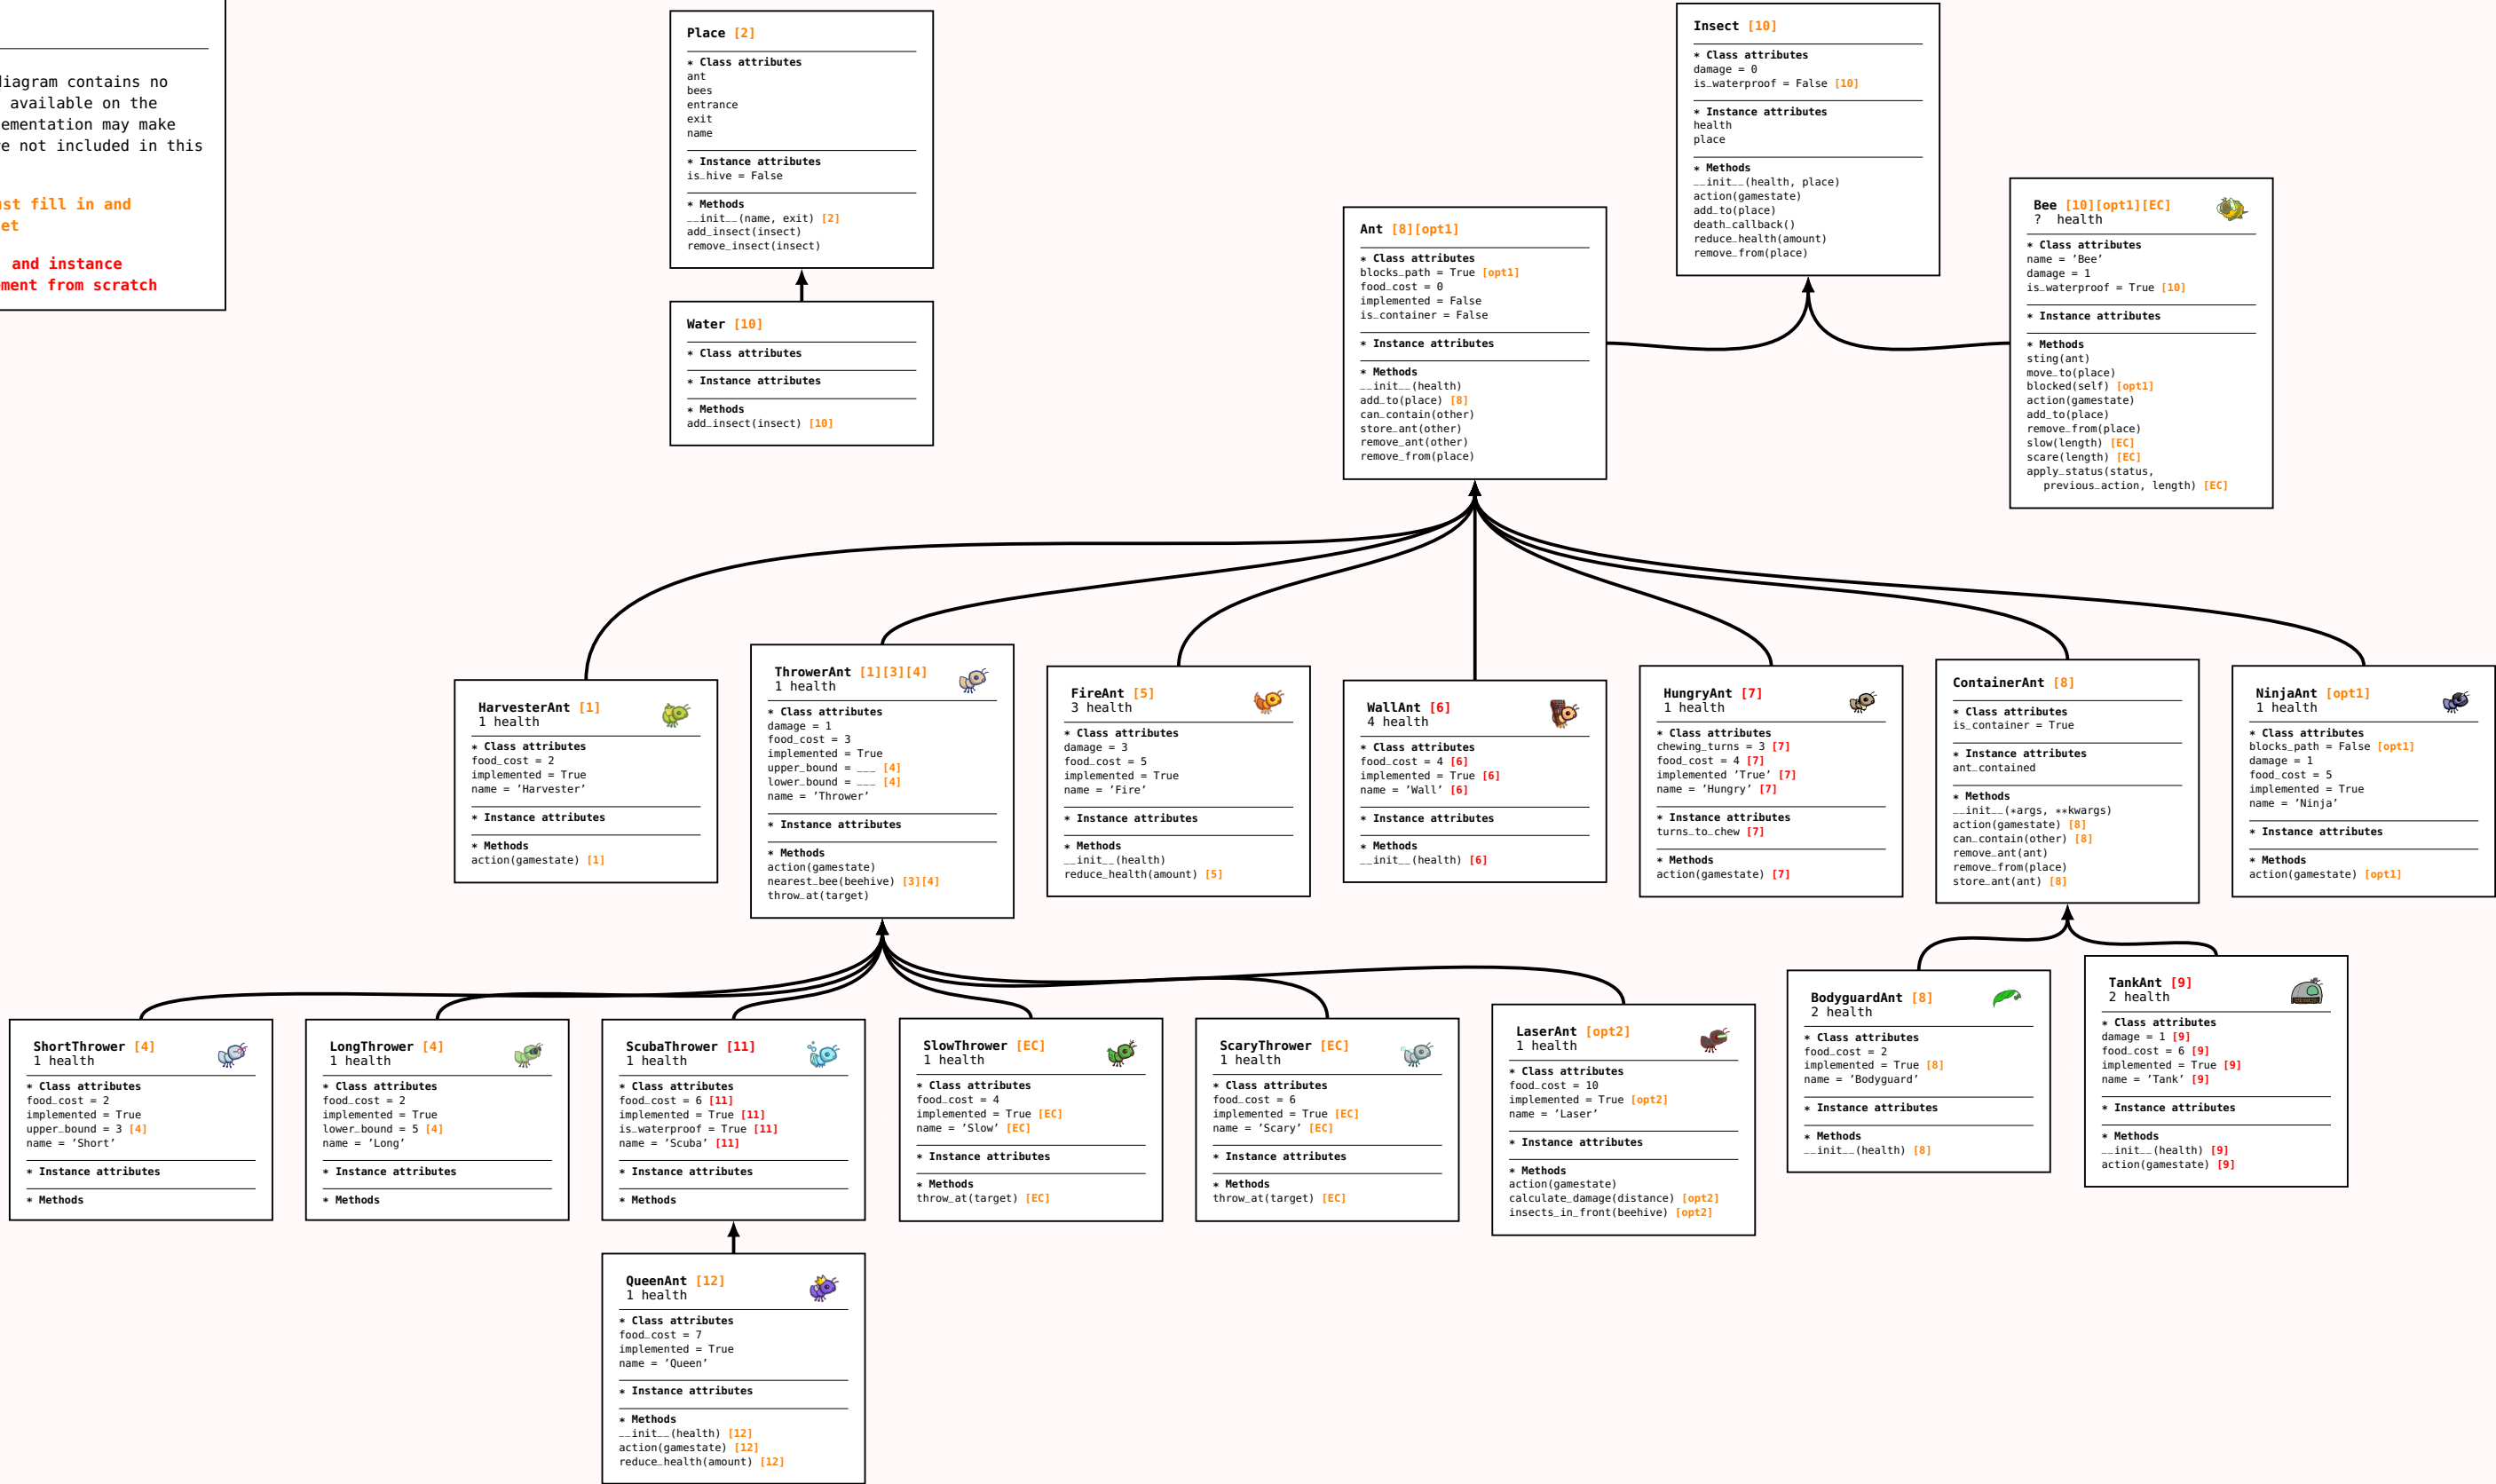 diagram contains no
available on the
ementation may make
e not included in this
st fill in and
et
and instance
ement from scratch
Place [2]
* Class attributes
ant
bees
entrance
exit
name
* Instance attributes
is_hive = False
* Methods
__init__(name, exit) [2]
add_insect(insect)
remove_insect(insect)
Water [10]
* Class attributes
* Instance attributes
* Methods
add_insect(insect) [10]
Insect [10]
* Class attributes
damage = 0
is_waterproof = False [10]
* Instance attributes
health
place
* Methods
__init__(health, place)
action(gamestate)
add_to(place)
death_callback()
reduce_health(amount)
remove_from(place)
Ant [8][opt1]
* Class attributes
blocks_path = True [opt1]
food_cost = 0
implemented = False
is_container = False
* Instance attributes
* Methods
__init__(health)
add_to(place) [8]
can_contain(other)
store_ant(other)
remove_ant(other)
remove_from(place)
Bee [10][opt1][EC]
? health
* Class attributes
name = ’Bee’
damage = 1
is_waterproof = True [10]
* Instance attributes
* Methods
sting(ant)
move_to(place)
blocked(self) [opt1]
action(gamestate)
add_to(place)
remove_from(place)
slow(length) [EC]
scare(length) [EC]
apply_status(status,
previous_action, length) [EC]
HarvesterAnt [1]
1 health
* Class attributes
food_cost = 2
implemented = True
name = ’Harvester’
* Instance attributes
* Methods
action(gamestate) [1]
ThrowerAnt [1][3][4]
1 health
* Class attributes
damage = 1
food_cost = 3
implemented = True
upper_bound = ___ [4]
lower_bound = ___ [4]
name = ’Thrower’
* Instance attributes
* Methods
action(gamestate)
nearest_bee(beehive) [3][4]
throw_at(target)
FireAnt [5]
3 health
* Class attributes
damage = 3
food_cost = 5
implemented = True
name = ’Fire’
* Instance attributes
* Methods
__init__(health)
reduce_health(amount) [5]
WallAnt [6]
4 health
* Class attributes
food_cost = 4 [6]
implemented = True [6]
name = ’Wall’ [6]
* Instance attributes
* Methods
__init__(health) [6]
HungryAnt [7]
1 health
* Class attributes
chewing_turns = 3 [7]
food_cost = 4 [7]
implemented ’True’ [7]
name = ’Hungry’ [7]
* Instance attributes
turns_to_chew [7]
* Methods
action(gamestate) [7]
ContainerAnt [8]
* Class attributes
is_container = True
* Instance attributes
ant_contained
* Methods
__init__(*args, **kwargs)
action(gamestate) [8]
can_contain(other) [8]
remove_ant(ant)
remove_from(place)
store_ant(ant) [8]
NinjaAnt [opt1]
1 health
* Class attributes
blocks_path = False [opt1]
damage = 1
food_cost = 5
implemented = True
name = ’Ninja’
* Instance attributes
* Methods
action(gamestate) [opt1]
ShortThrower [4]
1 health
* Class attributes
food_cost = 2
implemented = True
upper_bound = 3 [4]
name = ’Short’
* Instance attributes
* Methods
LongThrower [4]
1 health
* Class attributes
food_cost = 2
implemented = True
lower_bound = 5 [4]
name = ’Long’
* Instance attributes
* Methods
ScubaThrower [11]
1 health
* Class attributes
food_cost = 6 [11]
implemented = True [11]
is_waterproof = True [11]
name = ’Scuba’ [11]
* Instance attributes
* Methods
SlowThrower [EC]
1 health
* Class attributes
food_cost = 4
implemented = True [EC]
name = ’Slow’ [EC]
* Instance attributes
* Methods
throw_at(target) [EC]
ScaryThrower [EC]
1 health
* Class attributes
food_cost = 6
implemented = True [EC]
name = ’Scary’ [EC]
* Instance attributes
* Methods
throw_at(target) [EC]
LaserAnt [opt2]
1 health
* Class attributes
food_cost = 10
implemented = True [opt2]
name = ’Laser’
* Instance attributes
* Methods
action(gamestate)
calculate_damage(distance) [opt2]
insects_in_front(beehive) [opt2]
BodyguardAnt [8]
2 health
* Class attributes
food_cost = 2
implemented = True [8]
name = ’Bodyguard’
* Instance attributes
* Methods
__init__(health) [8]
TankAnt [9]
2 health
* Class attributes
damage = 1 [9]
food_cost = 6 [9]
implemented = True [9]
name = ’Tank’ [9]
* Instance attributes
* Methods
__init__(health) [9]
action(gamestate) [9]
QueenAnt [12]
1 health
* Class attributes
food_cost = 7
implemented = True
name = ’Queen’
* Instance attributes
* Methods
__init__(health) [12]
action(gamestate) [12]
reduce_health(amount) [12]